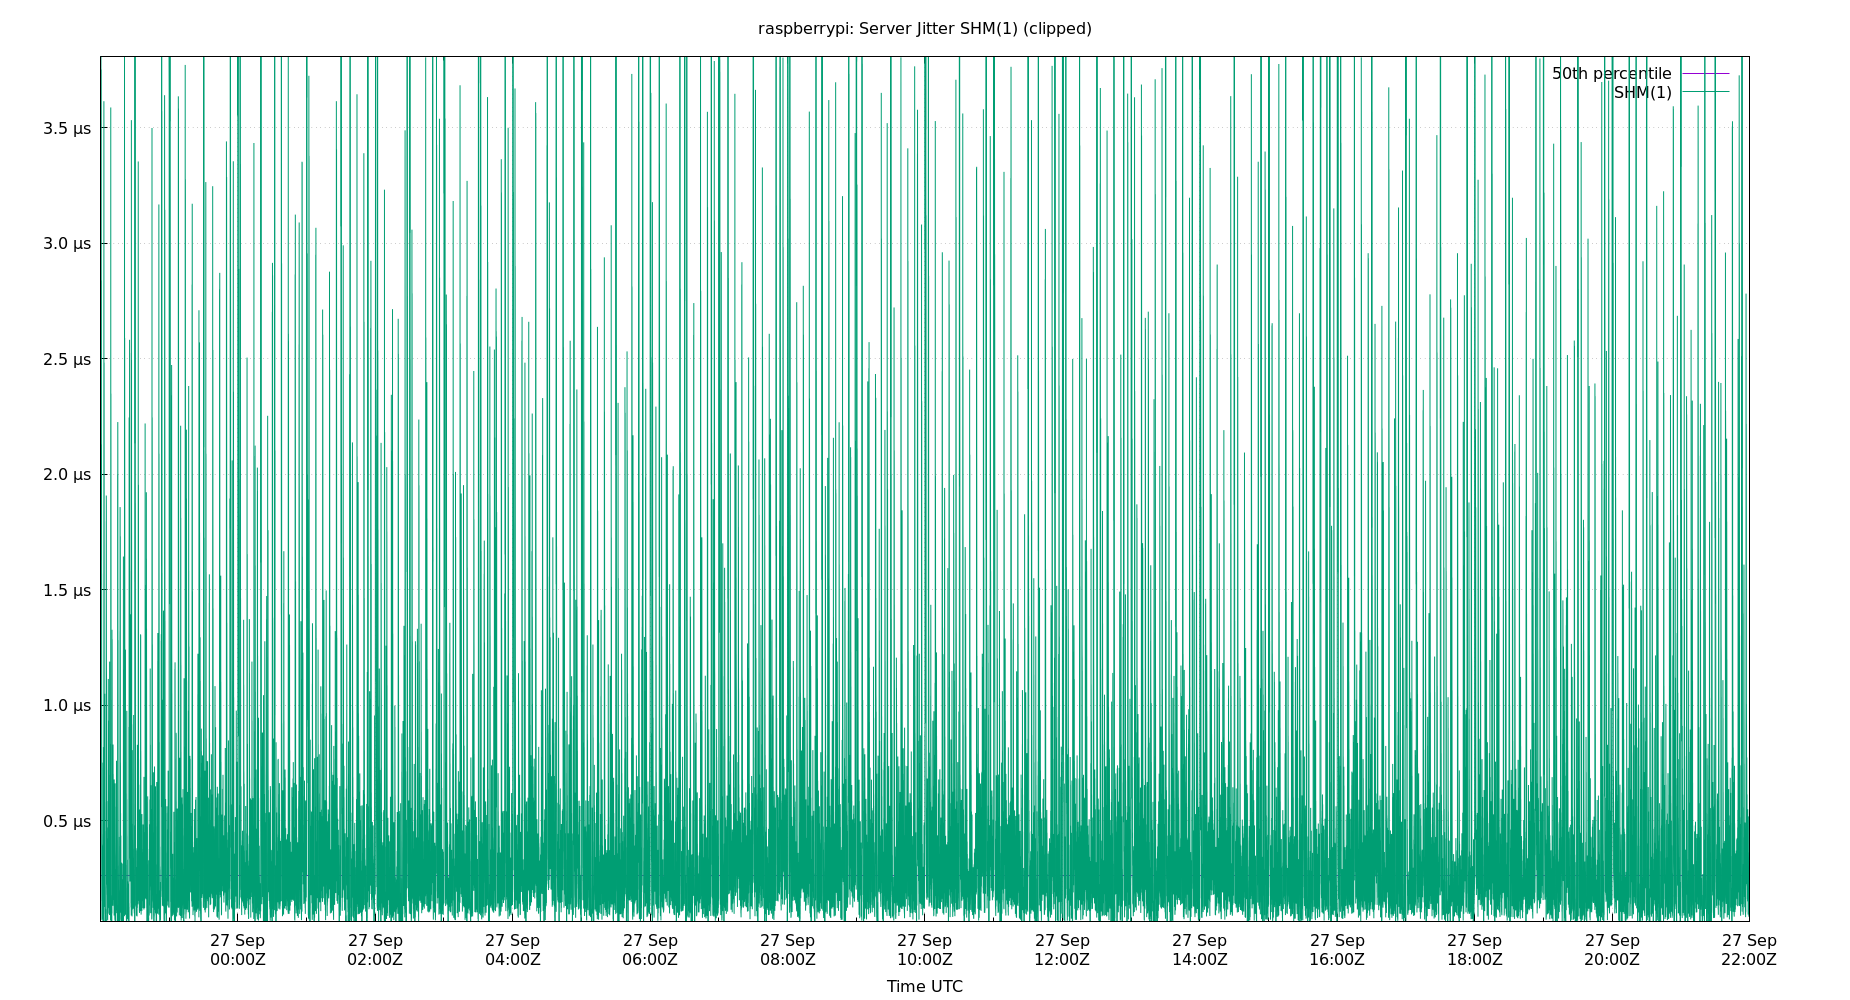 raspberrypi: Server Jitter SHM(1) (clipped)
50th percentile
SHM(1)
3.5 μs
3.0 μs
2.5 μs
2.0 μs
1.5 μs
1.0 μs
0.5 μs
27 Sep 27 Sep 27 Sep 27 Sep 27 Sep 27 Sep 27 Sep 27 Sep 27 Sep 27 Sep 27 Sep 27 Sep
00:00Z 02:00Z 04:00Z 06:00Z 08:00Z 10:00Z 12:00Z 14:00Z 16:00Z 18:00Z 20:00Z 22:00Z
Time UTC